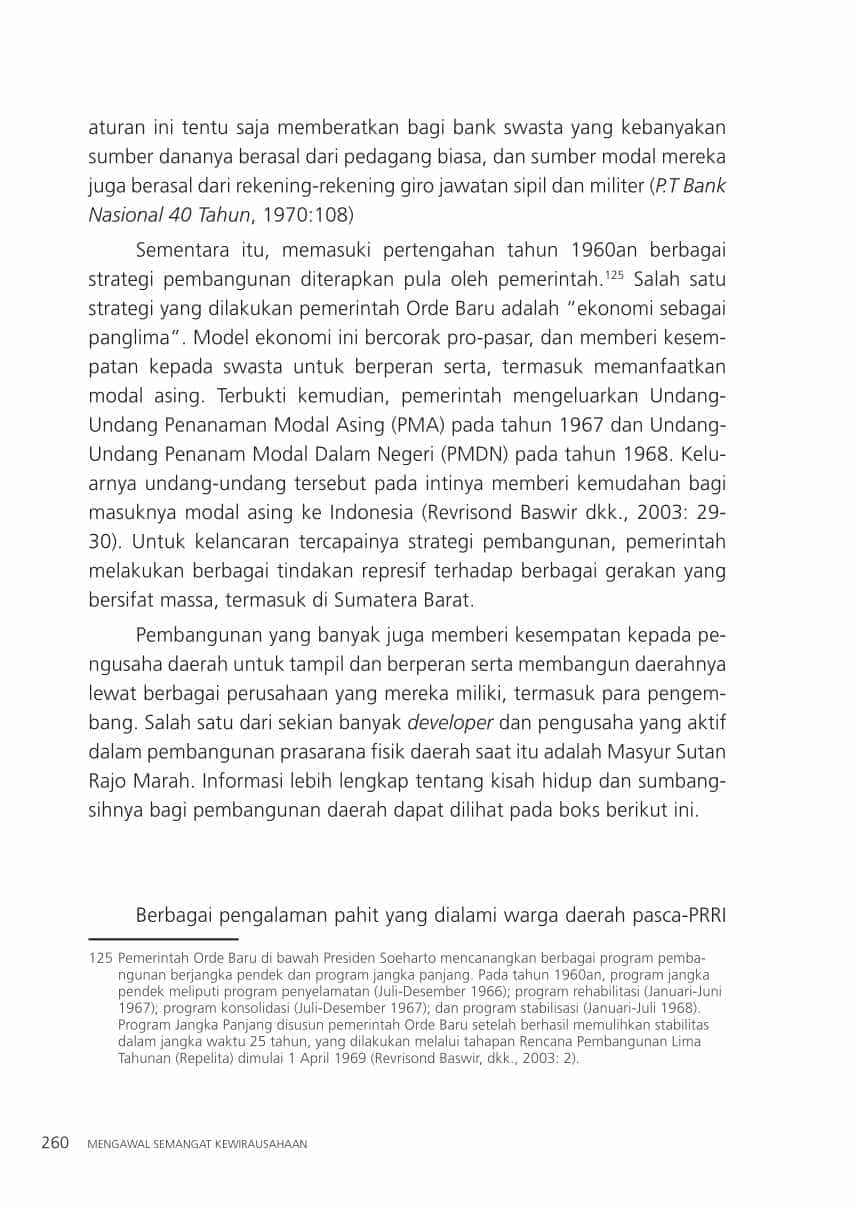 aturan ini tentu saja memberatkan bagi bank swasta yang kebanyakan
sumber dananya berasal dari pedagang biasa, dan sumber modal mereka
juga berasal dari rekening-rekening giro jawatan sipil dan militer (P.T Bank
Nasional 40 Tahun, 1970:108)
Sementara itu, memasuki pertengahan tahun 1960an berbagai
strategi pembangunan diterapkan pula oleh pemerintah.125 Salah satu
strategi yang dilakukan pemerintah Orde Baru adalah “ekonomi sebagai
panglima”. Model ekonomi ini bercorak pro-pasar, dan memberi kesem-
patan kepada swasta untuk berperan serta, termasuk memanfaatkan
modal asing. Terbukti kemudian, pemerintah mengeluarkan Undang-
Undang Penanaman Modal Asing (PMA) pada tahun 1967 dan Undang-
Undang Penanam Modal Dalam Negeri (PMDN) pada tahun 1968. Kelu-
arnya undang-undang tersebut pada intinya memberi kemudahan bagi
masuknya modal asing ke Indonesia (Revrisond Baswir dkk., 2003: 29-
30). Untuk kelancaran tercapainya strategi pembangunan, pemerintah
melakukan berbagai tindakan represif terhadap berbagai gerakan yang
bersifat massa, termasuk di Sumatera Barat.
Pembangunan yang banyak juga memberi kesempatan kepada pe-
ngusaha daerah untuk tampil dan berperan serta membangun daerahnya
lewat berbagai perusahaan yang mereka miliki, termasuk para pengem-
bang. Salah satu dari sekian banyak developer dan pengusaha yang aktif
dalam pembangunan prasarana fisik daerah saat itu adalah Masyur Sutan
Rajo Marah. Informasi lebih lengkap tentang kisah hidup dan sumbang-
sihnya bagi pembangunan daerah dapat dilihat pada boks berikut ini.
Berbagai pengalaman pahit yang dialami warga daerah pasca-PRRI
125 Pemerintah Orde Baru di bawah Presiden Soeharto mencanangkan berbagai program pemba-
ngunan berjangka pendek dan program jangka panjang. Pada tahun 1960an, program jangka
pendek meliputi program penyelamatan (Juli-Desember 1966); program rehabilitasi (Januari-Juni
1967); program konsolidasi (Juli-Desember 1967); dan program stabilisasi (Januari-Juli 1968).
Program Jangka Panjang disusun pemerintah Orde Baru setelah berhasil memulihkan stabilitas
dalam jangka waktu 25 tahun, yang dilakukan melalui tahapan Rencana Pembangunan Lima
Tahunan (Repelita) dimulai 1 April 1969 (Revrisond Baswir, dkk., 2003: 2).
260 MENGAWAL SEMANGAT KEWIRAUSAHAAN